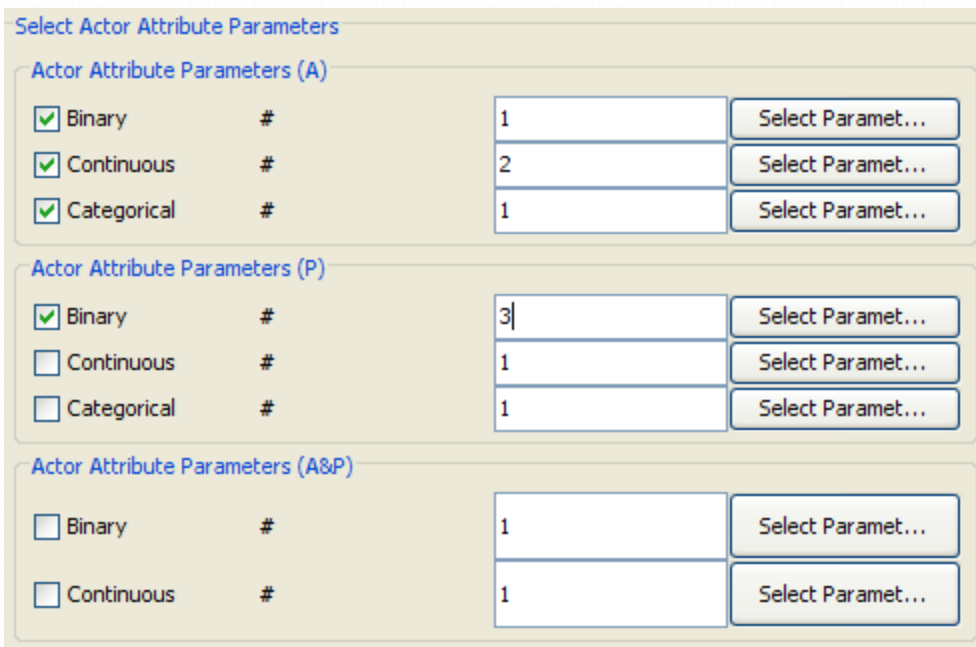 Select Actor Attribute Parameters
Actor Attribute Parameters (A)
Binary # 1 Select Paramet...
Continuous # 2 Select Paramet...
Categorical # 1 Select Paramet...
Actor Attribute Parameters (P)
Binary # 3 Select Paramet...
Continuous # 1 Select Paramet...
Categorical # 1 Select Paramet...
Actor Attribute Parameters (A&P)
Binary # 1 Select Paramet...
Continuous # 1 Select Paramet...